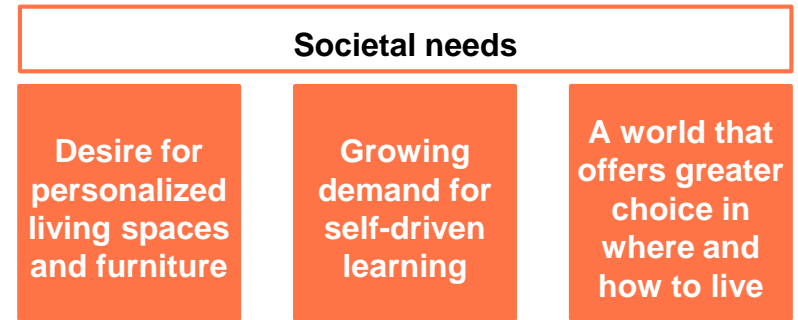 Societal needs
Desire for
personalized
living spaces
and furniture
Growing
demand for
self-driven
learning
A world that
offers greater
choice in
where and
how to live